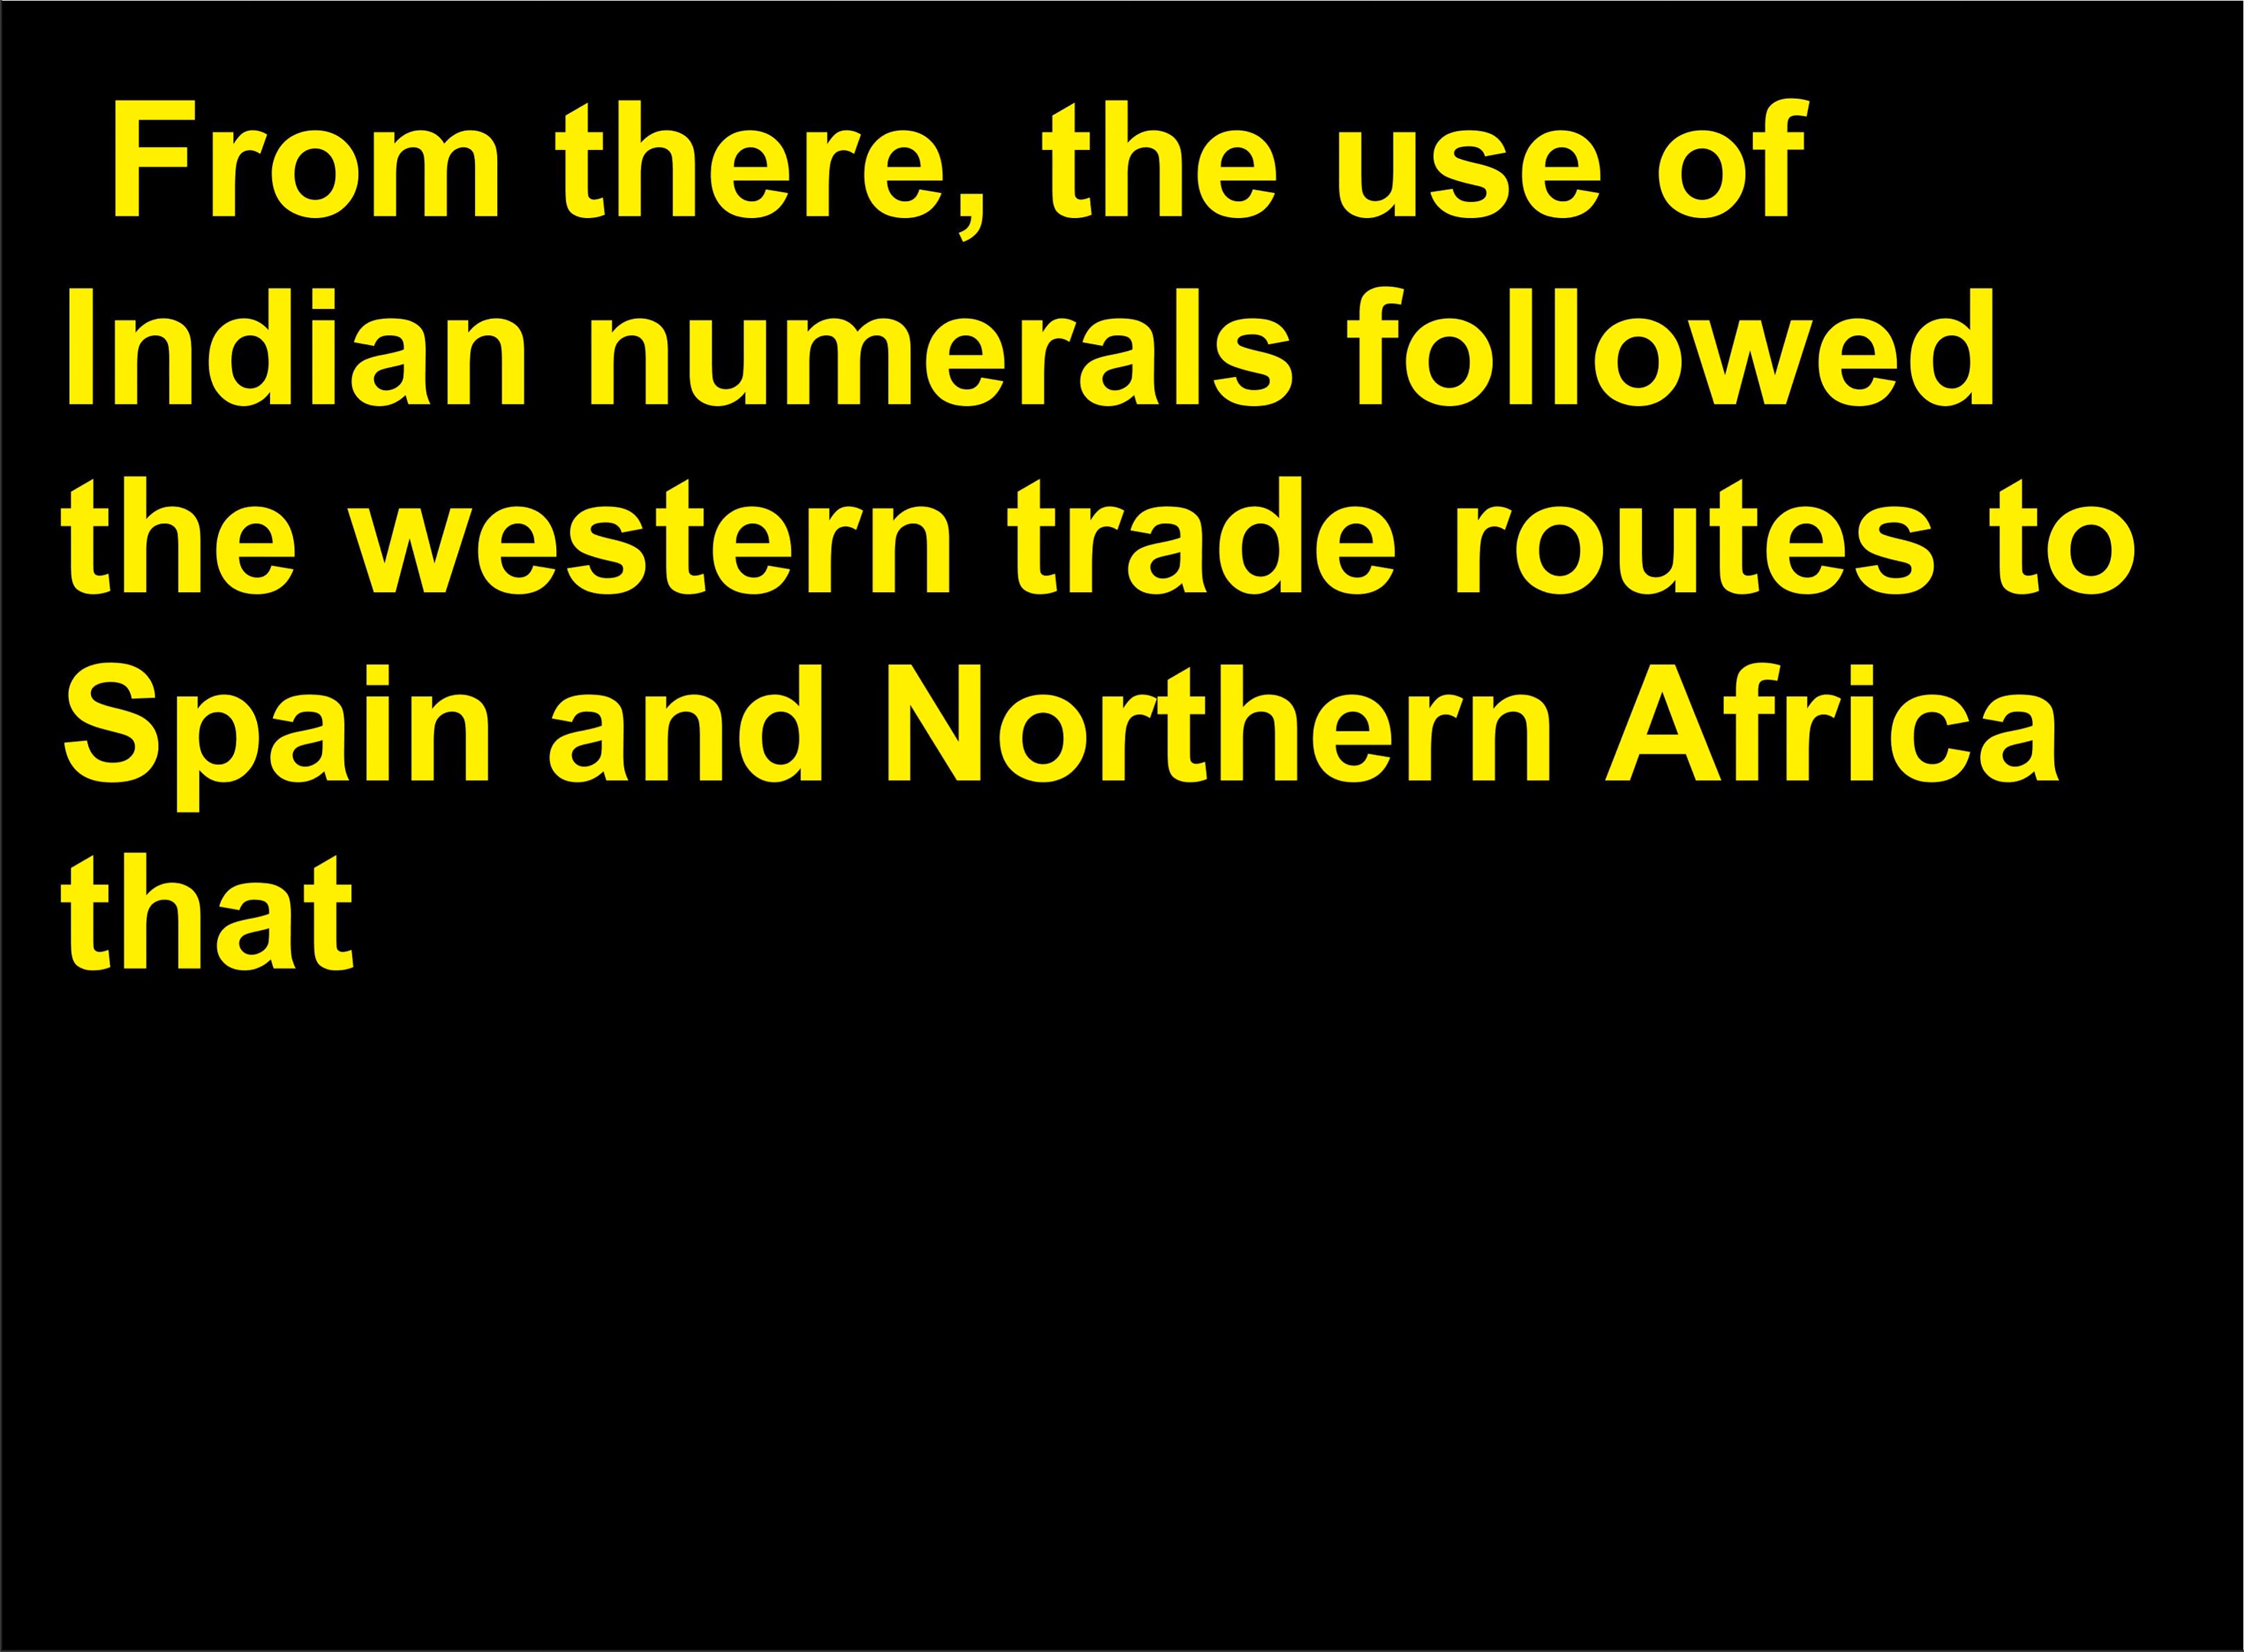 From there, the use of
Indian numerals followed
the western trade routes to
Spain and Northern Africa
that